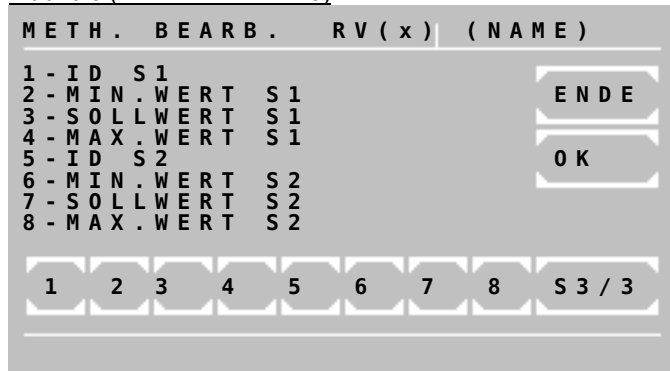 METH. BEARB. RV(x) (NAME)
1-ID S1
2-MIN.WERT S1
3-SOLLWERT S1
4-MAX.WERT S1
5-ID S2
6-MIN.WERT S2
7-SOLLWERT S2
8-MAX.WERT S2
ENDE
OK
1 2 3 4 5 6 7 8 S3/3